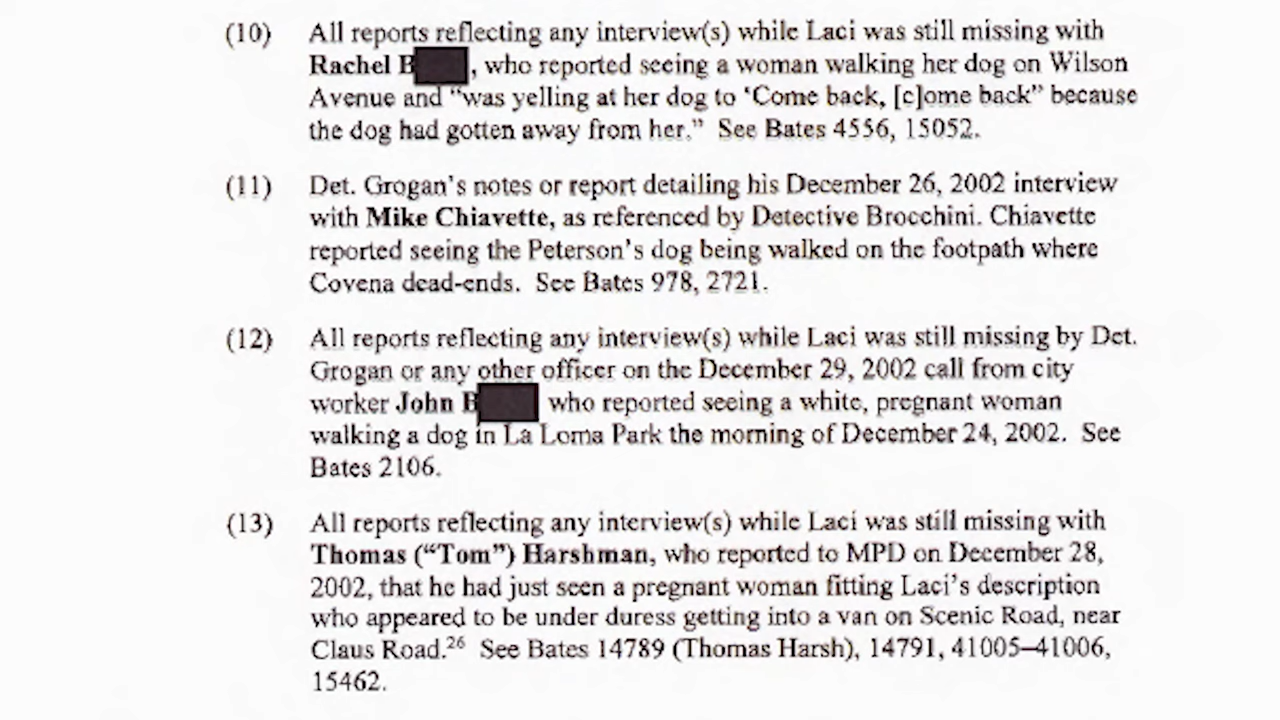 (10) All reports reflecting any interview(s) while Laci was still missing with
Rachel B , who reported seeing a woman walking her dog on Wilson
Avenue and “was yelling at her dog to ‘Come back, [c]ome back” because
the dog had gotten away from her.” See Bates 4556, 15052.
(11) Det. Grogan’s notes or report detailing his December 26, 2002 interview
with Mike Chiavette, as referenced by Detective Brocchini. Chiavette
reported seeing the Peterson’s dog being walked on the footpath where
Covena dead-ends. See Bates 978, 2721.
(12) All reports reflecting any interview(s) while Laci was still missing by Det.
Grogan or any other officer on the December 29, 2002 call from city
worker John B who reported seeing a white, pregnant woman
walking a dog in La Loma Park the morning of December 24, 2002. See
Bates 2106.
(13) All reports reflecting any interview(s) while Laci was still missing with
Thomas (“Tom”) Harshman, who reported to MPD on December 28,
2002, that he had just seen a pregnant woman fitting Laci’s description
who appeared to be under duress getting into a van on Scenic Road, near
Claus Road.26 See Bates 14789 (Thomas Harsh), 14791, 41005–41006,
15462.